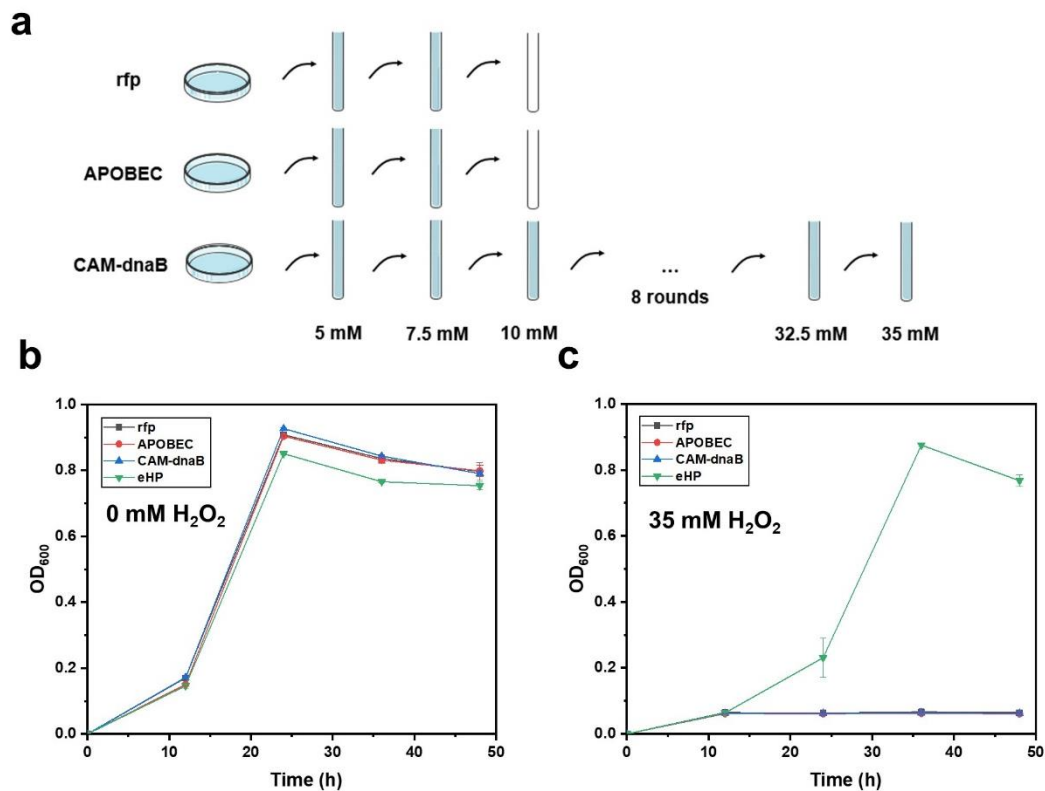 a
rfp
APOBEC
CAM-dnaB
...
8 rounds
5 mM 7.5 mM 10 mM 32.5 mM 35 mM
b
1.0
0.8
0.6
0.4
0.2
0.0
OD₆₀₀
rfp
APOBEC
CAM-dnaB
eHP
0 mM H₂O₂
0 10 20 30 40 50
Time (h)
c
1.0
0.8
0.6
0.4
0.2
0.0
OD₆₀₀
rfp
APOBEC
CAM-dnaB
eHP
35 mM H₂O₂
0 10 20 30 40 50
Time (h)